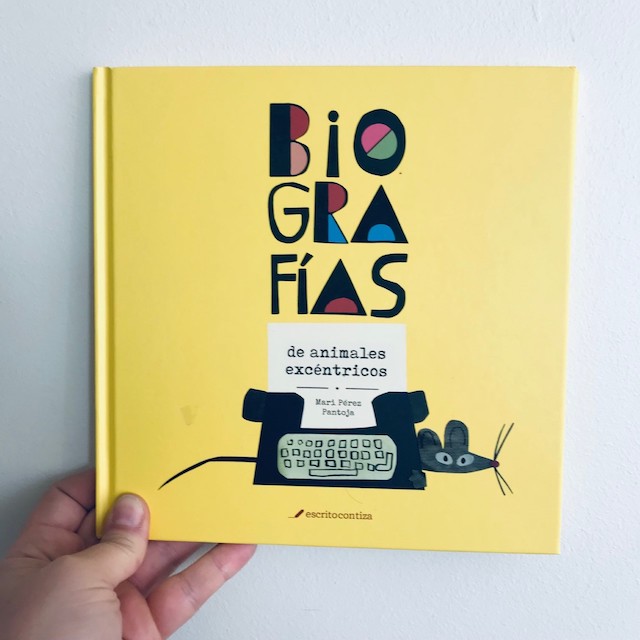 BiO
GRA
FÍAS
de animales
excéntricos
Mari Pérez
Pantoja
escritocontiza